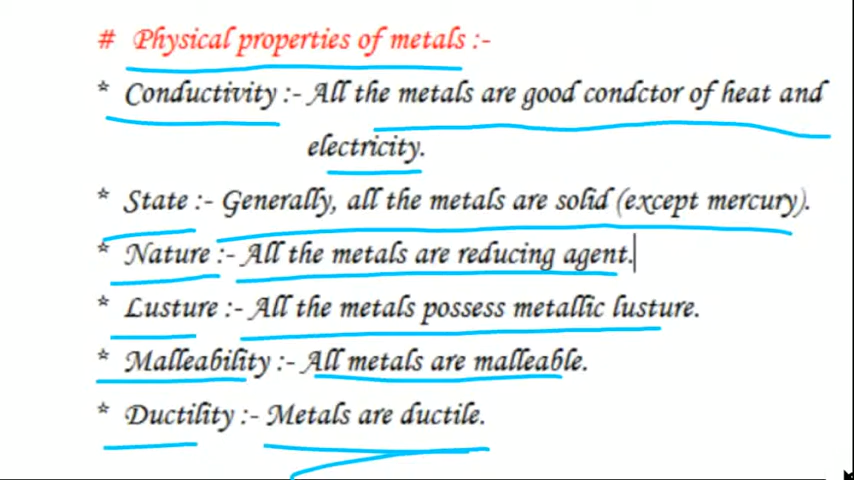 # Physical properties of metals :-
* Conductivity :- All the metals are good condctor of heat and
electricity.
* State :- Generally, all the metals are solid (except mercury).
* Nature :- All the metals are reducing agent.
* Lusture :- All the metals possess metallic lusture.
* Malleability :- All metals are malleable.
* Ductility :- Metals are ductile.